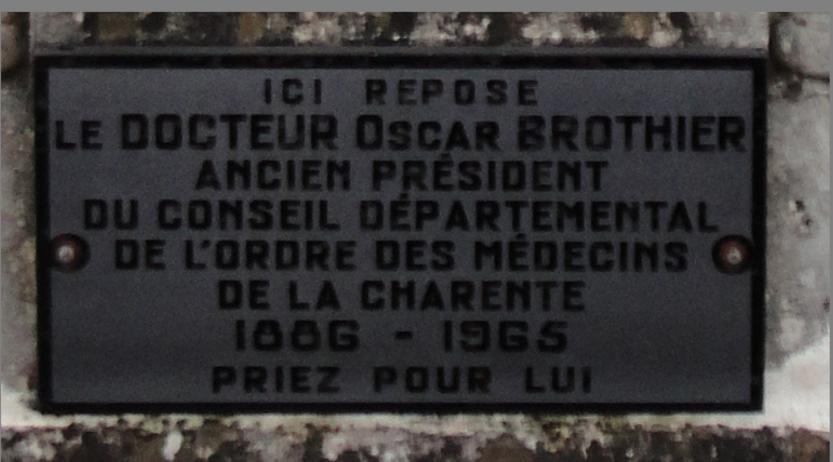 ICI REPOSE
LE DOCTEUR OSCAR BROTHIER
ANCIEN PRÉSIDENT
DU CONSEIL DÉPARTEMENTAL
DE L'ORDRE DES MÉDECINS
DE LA CHARENTE
1886 - 1965
PRIEZ POUR LUI